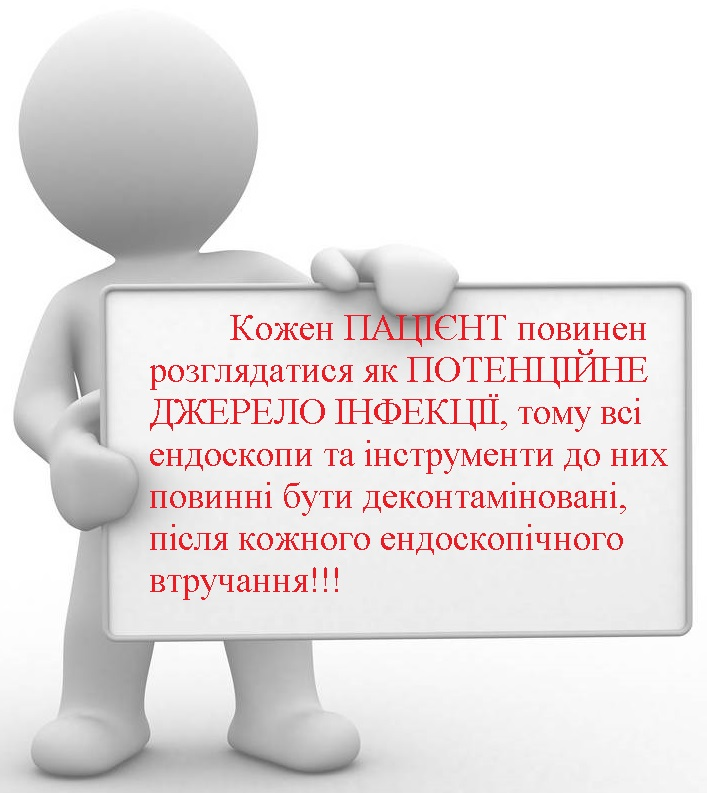 Кожен ПАЦІЄНТ повинен
розглядатися як ПОТЕНЦІЙНЕ
ДЖЕРЕЛО ІНФЕКЦІЇ, тому всі
ендоскопи та інструменти до них
повинні бути деконтаміновані,
після кожного ендоскопічного
втручання!!!